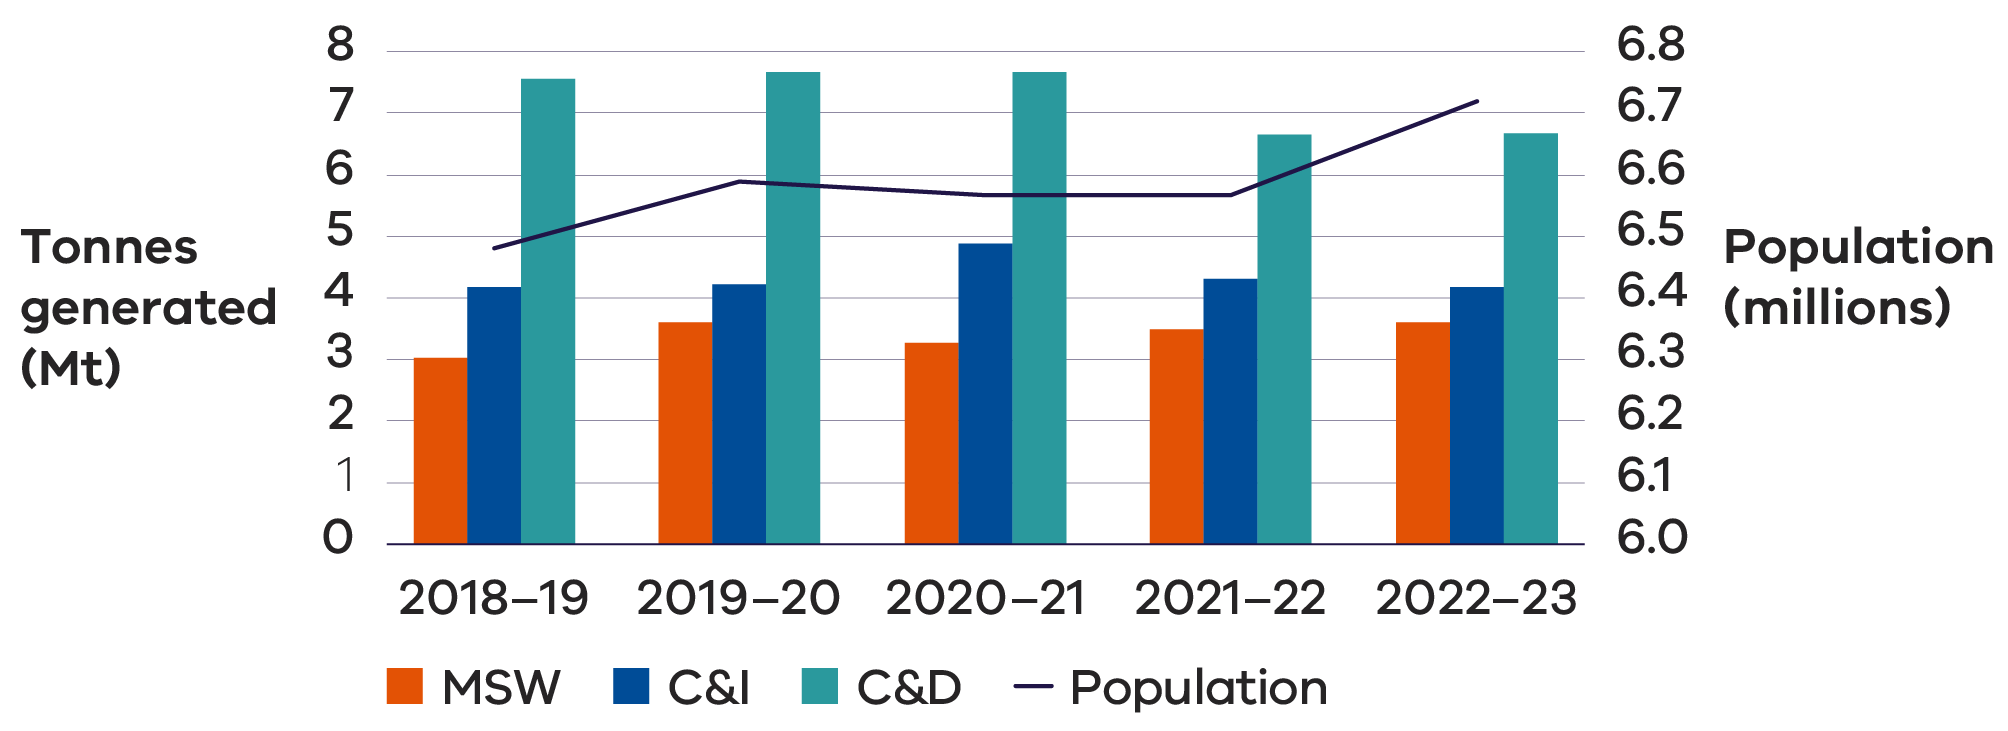 Tonnes
generated
(Mt)
8
7
6
5
4
3
2
1
0
6.8
6.7
6.6
6.5
6.4
6.3
6.2
6.1
6.0
Population
(millions)
2018–19 2019–20 2020–21 2021–22 2022–23
MSW C&I C&D Population